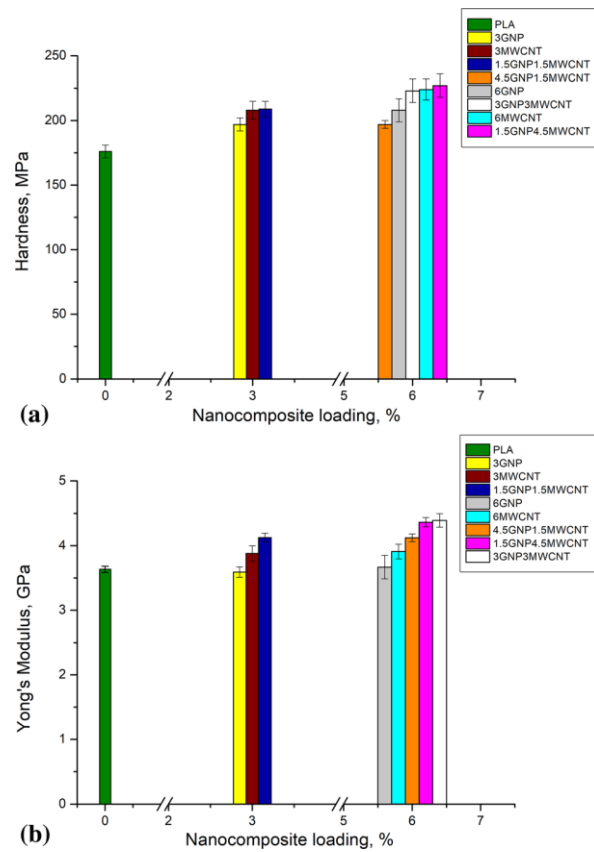 PLA
3GNP
3MWCNT
1.5GNP1.5MWCNT
4.5GNP1.5MWCNT
6GNP
3GNP3MWCNT
6MWCNT
1.5GNP4.5MWCNT
250
200
150
100
50
0
Hardness, MPa
0 2 3 5 6 7
Nanocomposite loading, %
(a)
PLA
3GNP
3MWCNT
1.5GNP1.5MWCNT
6GNP
6MWCNT
4.5GNP1.5MWCNT
1.5GNP4.5MWCNT
3GNP3MWCNT
5
4
3
2
1
0
Yong's Modulus, GPa
0 2 3 5 6 7
Nanocomposite loading, %
(b)